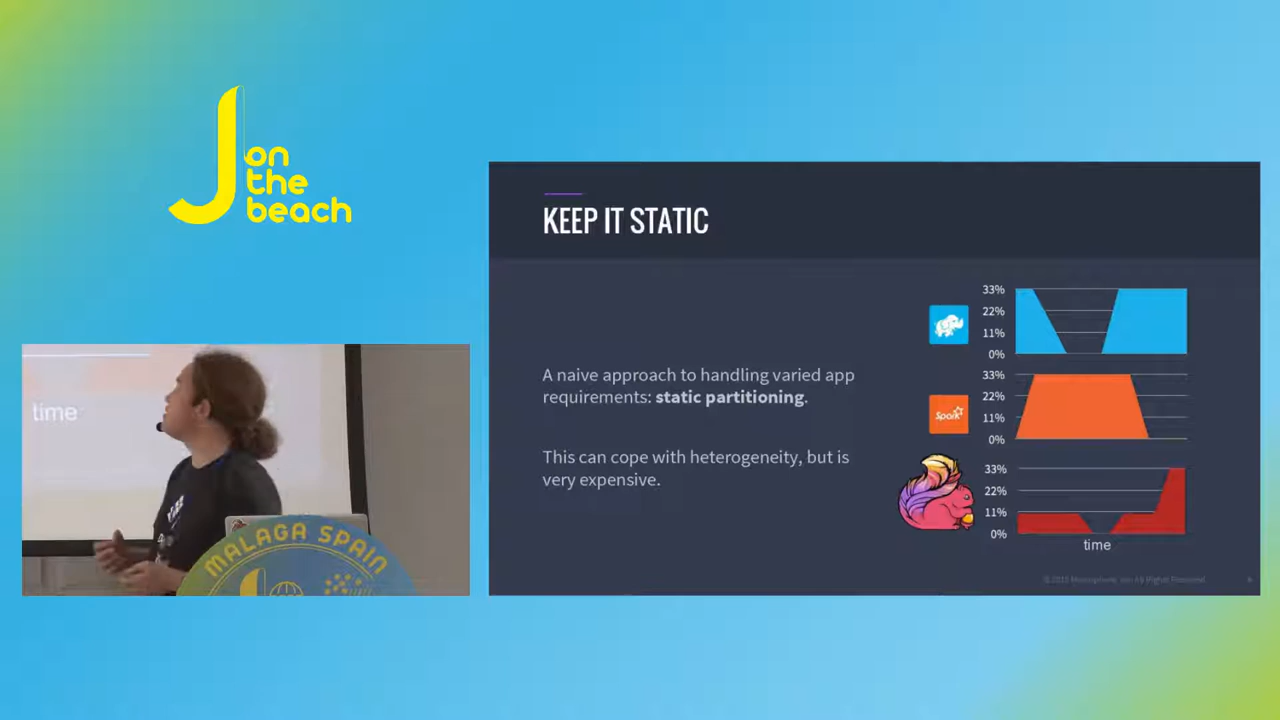 J on
the
beach
KEEP IT STATIC
A naive approach to handling varied app
requirements: static partitioning.
This can cope with heterogeneity, but is
very expensive.
33%
22%
11%
0%
33%
22%
11%
0%
Spark
33%
22%
11%
0%
time
time
MALAGA SPAIN